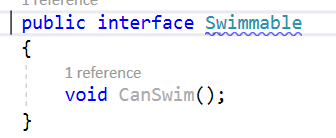 1 reference
public interface Swimmable
{
1 reference
void CanSwim();
}